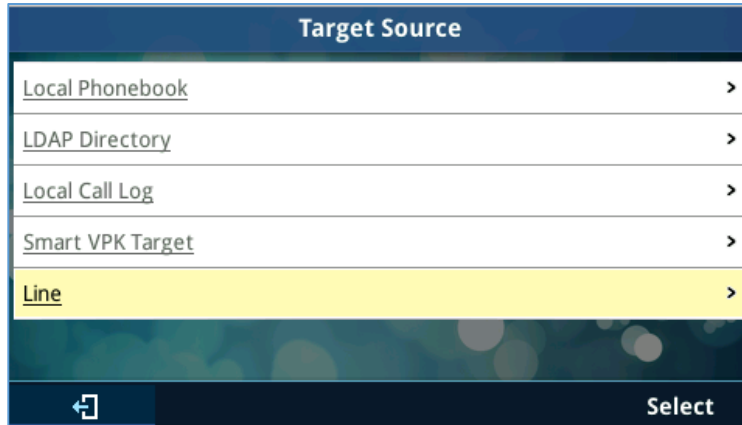 Target Source
Local Phonebook
LDAP Directory
Local Call Log
Smart VPK Target
Line
Select